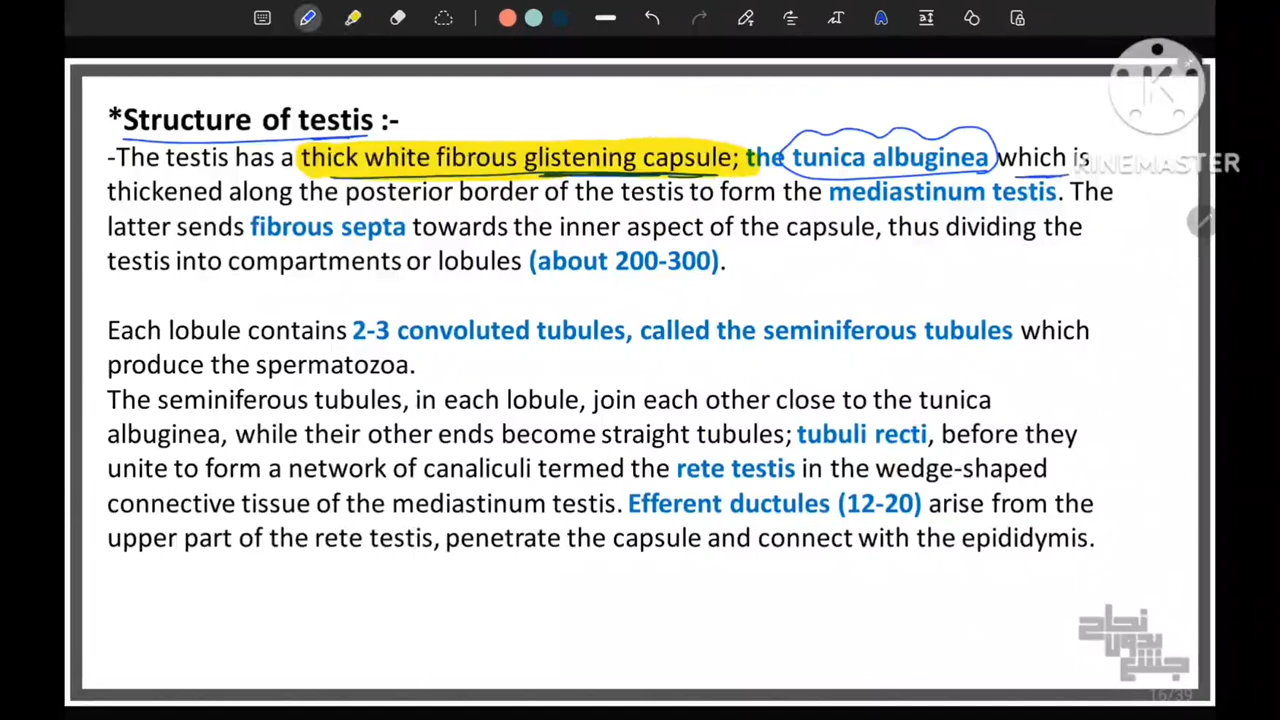 *Structure of testis :-
-The testis has a thick white fibrous glistening capsule; the tunica albuginea which is
thickened along the posterior border of the testis to form the mediastinum testis. The
latter sends fibrous septa towards the inner aspect of the capsule, thus dividing the
testis into compartments or lobules (about 200-300).
Each lobule contains 2-3 convoluted tubules, called the seminiferous tubules which
produce the spermatozoa.
The seminiferous tubules, in each lobule, join each other close to the tunica
albuginea, while their other ends become straight tubules; tubuli recti, before they
unite to form a network of canaliculi termed the rete testis in the wedge-shaped
connective tissue of the mediastinum testis. Efferent ductules (12-20) arise from the
upper part of the rete testis, penetrate the capsule and connect with the epididymis.
K
KINEMASTER
نجاح
بدون
جشع
16/39